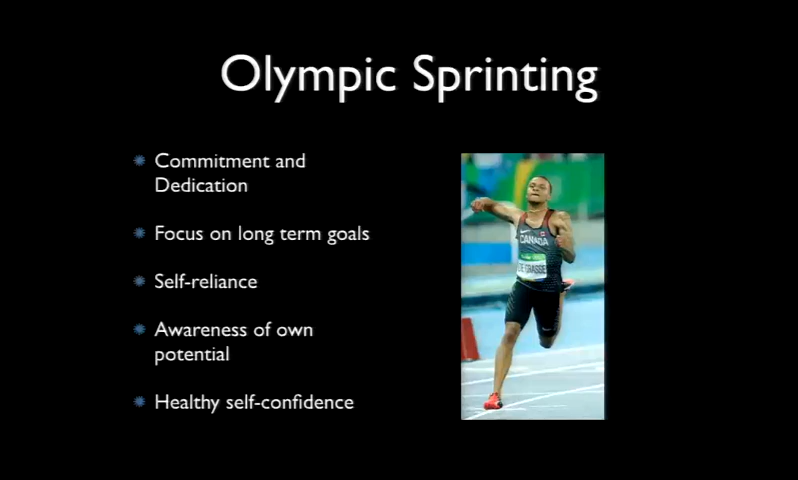 Olympic Sprinting
Commitment and
Dedication
Focus on long term goals
Self-reliance
Awareness of own
potential
Healthy self-confidence
CANADA
DE GRASSE